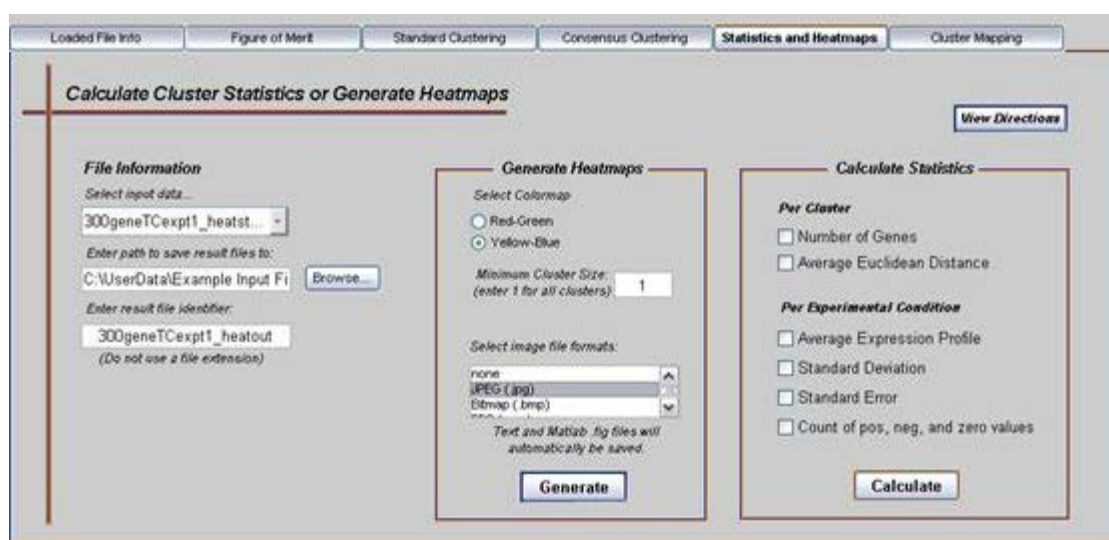 Loaded File Info
Figure of Merit
Standard Clustering
Consensus Clustering
Statistics and Heatmaps
Cluster Mapping
Calculate Cluster Statistics or Generate Heatmaps
View Directions
File Information
Select input data...
300geneTCexpt1_heatst...
Enter path to save result files to:
C:\UserData\Example Input Fi
Browse...
Enter result file identifier:
300geneTCexpt1_heatout
(Do not use a file extension)
Generate Heatmaps
Select Colormap
Red-Green
Yellow-Blue
Minimum Cluster Size:
(enter 1 for all clusters)
1
Select image file formats:
none
JPEG (.jpg)
Bitmap (.bmp)
Text and Matlab .fig files will
automatically be saved.
Generate
Calculate Statistics
Per Cluster
Number of Genes
Average Euclidean Distance
Per Experimental Condition
Average Expression Profile
Standard Deviation
Standard Error
Count of pos, neg, and zero values
Calculate